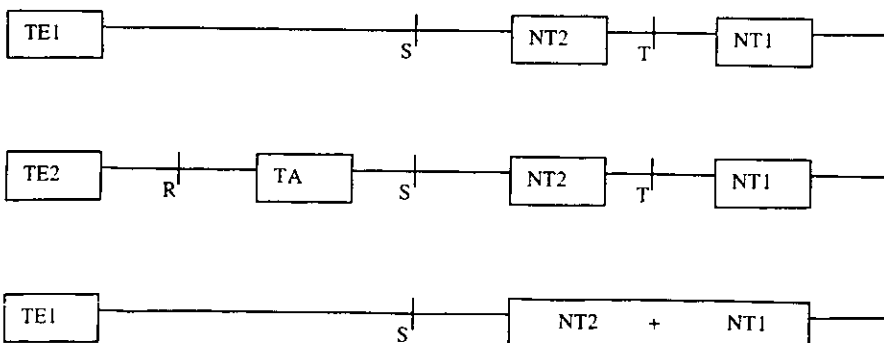 TE1 NT2 NT1
S T
TE2 TA NT2 NT1
R S T
TE1 NT2 + NT1
S